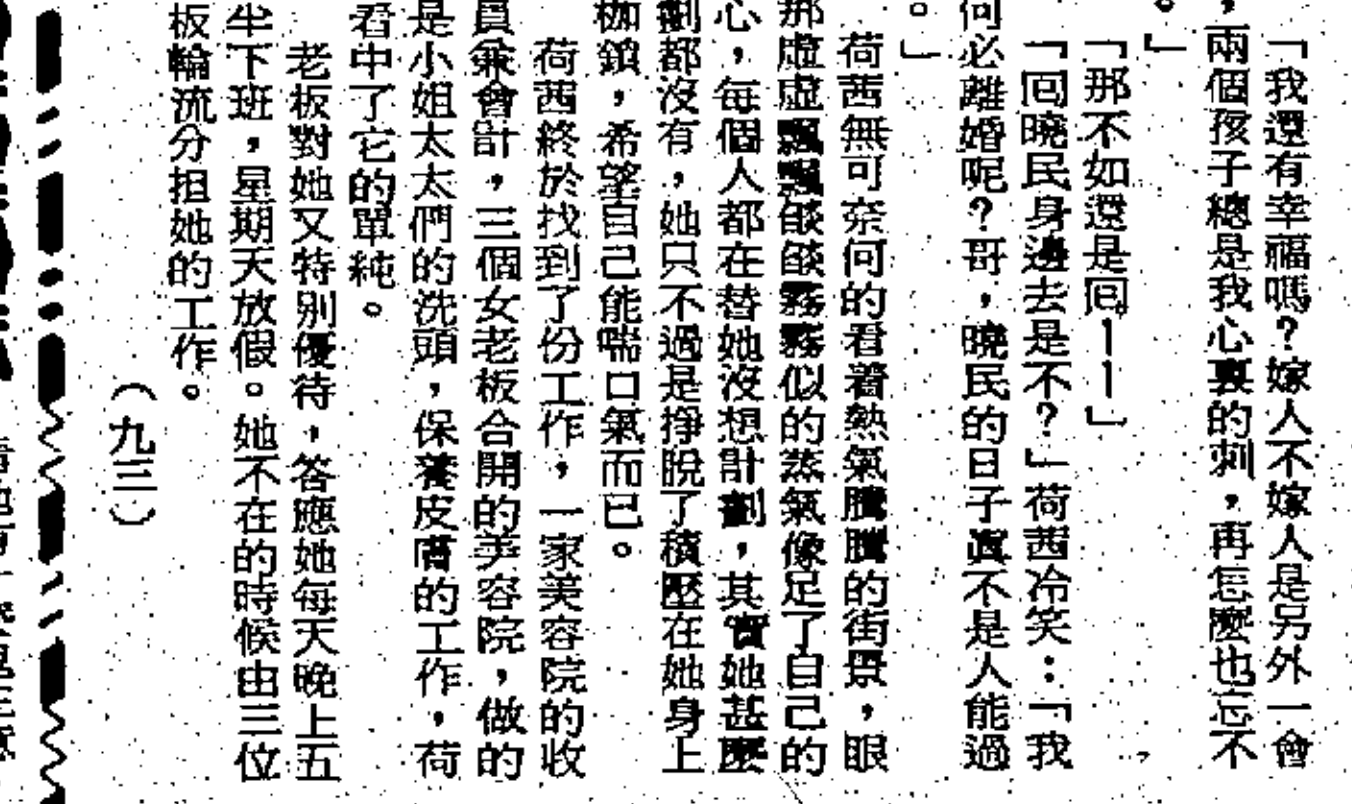 「我還有幸福嗎？嫁人不嫁人是另外一會
，兩個孩子總是我心裏的刺，再怎麼也忘不
。」
「那不如還是囘——」
「囘曉民身邊去是不？」荷茜冷笑：「我
何必離婚呢？哥，曉民的日子眞不是人能過
。」
荷茜無可奈何的看着熱氣騰騰的街景，眼
那虛虛飄飄燄燄霧霧似的蒸氣像足了自己的
心，每個人都在替她沒想計劃，其實她甚麼
劃都沒有，她只不過是掙脫了積壓在她身上
枷鎖，希望自己能喘口氣而已。
荷茜終於找到了份工作，一家美容院的收
員兼會計，三個女老板合開的美容院，做的
是小姐太太們的洗頭，保養皮膚的工作，荷
看中了它的單純。
老板對她又特別優待，答應她每天晚上五
半下班，星期天放假。她不在的時候由三位
板輪流分担她的工作。
（九三）